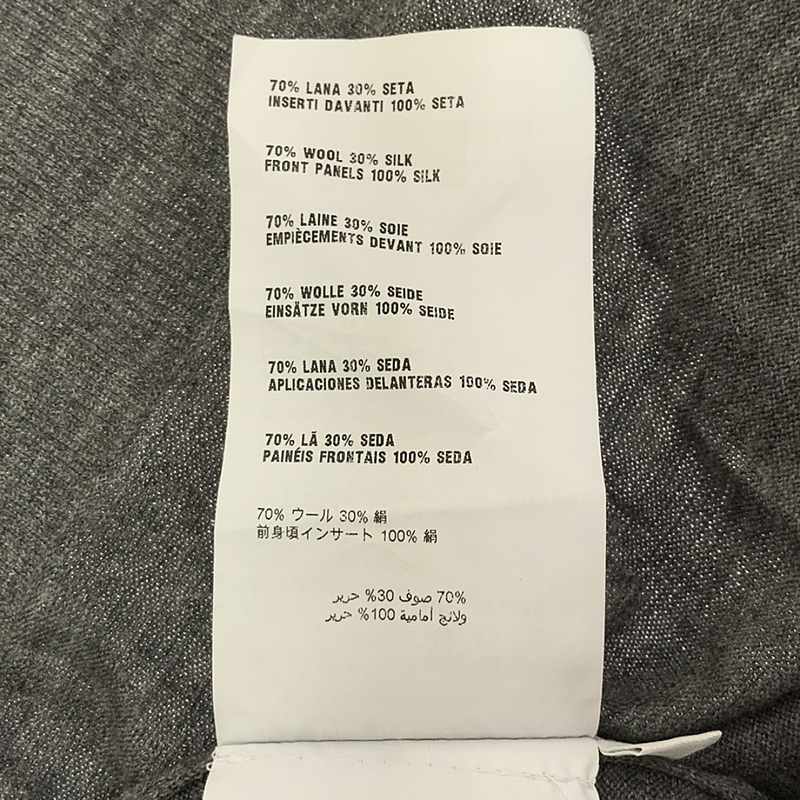 70% LANA 30% SETA
INSERTI DAVANTI 100% SETA
70% WOOL 30% SILK
FRONT PANELS 100% SILK
70% LAINE 30% SOIE
EMPIÈCEMENTS DEVANT 100% SOIE
70% WOLLE 30% SEIDE
EINSÄTZE VORN 100% SEIDE
70% LANA 30% SEDA
APLICACIONES DELANTERAS 100% SEDA
70% LÃ 30% SEDA
PAINÉIS FRONTAIS 100% SEDA
70% ウール 30% 絹
前身頃インサート 100% 絹
70% صوف 30% حرير
ولائج أمامية 100% حرير